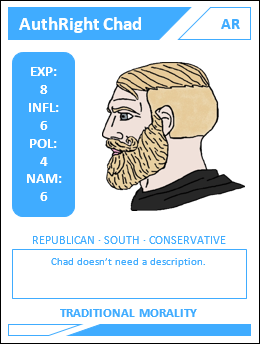 AuthRight Chad
AR
EXP:
8
INFL:
6
POL:
4
NAM:
6
REPUBLICAN · SOUTH · CONSERVATIVE
Chad doesn't need a description.
TRADITIONAL MORALITY